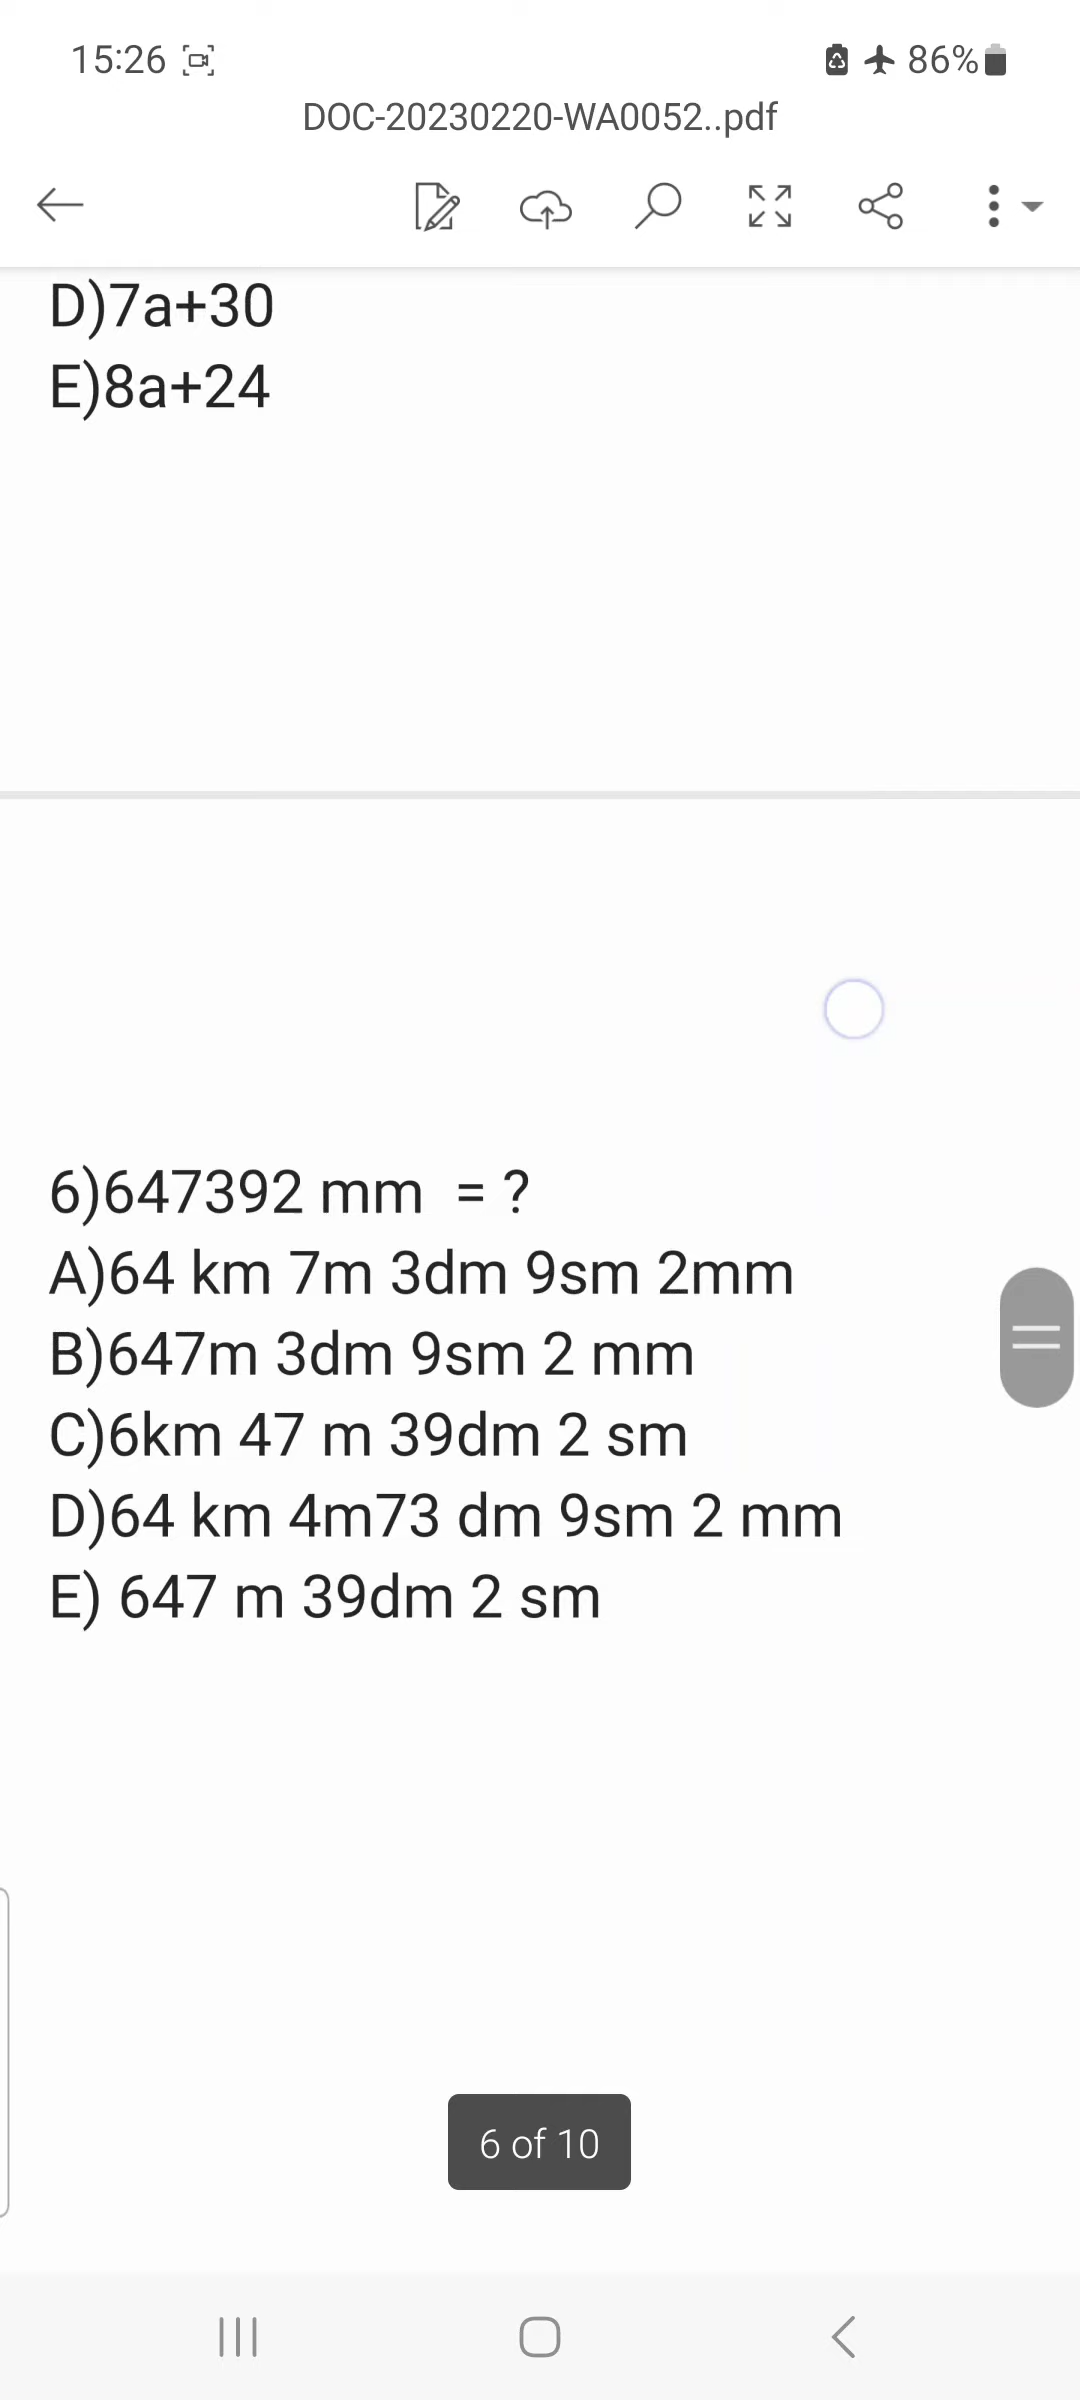 15:26 86%
DOC-20230220-WA0052..pdf
D)7a+30
E)8a+24
6)647392 mm  = ?
A)64 km 7m 3dm 9sm 2mm
B)647m 3dm 9sm 2 mm
C)6km 47 m 39dm 2 sm
D)64 km 4m73 dm 9sm 2 mm
E) 647 m 39dm 2 sm
6 of 10